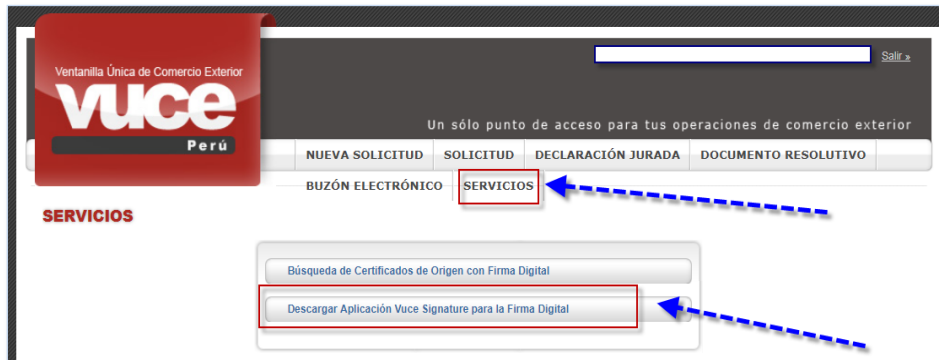 Ventanilla Única de Comercio Exterior
vuce
Perú
Salir »
Un sólo punto de acceso para tus operaciones de comercio exterior
NUEVA SOLICITUD SOLICITUD DECLARACIÓN JURADA DOCUMENTO RESOLUTIVO
BUZÓN ELECTRÓNICO SERVICIOS
SERVICIOS
Búsqueda de Certificados de Origen con Firma Digital
Descargar Aplicación Vuce Signature para la Firma Digital